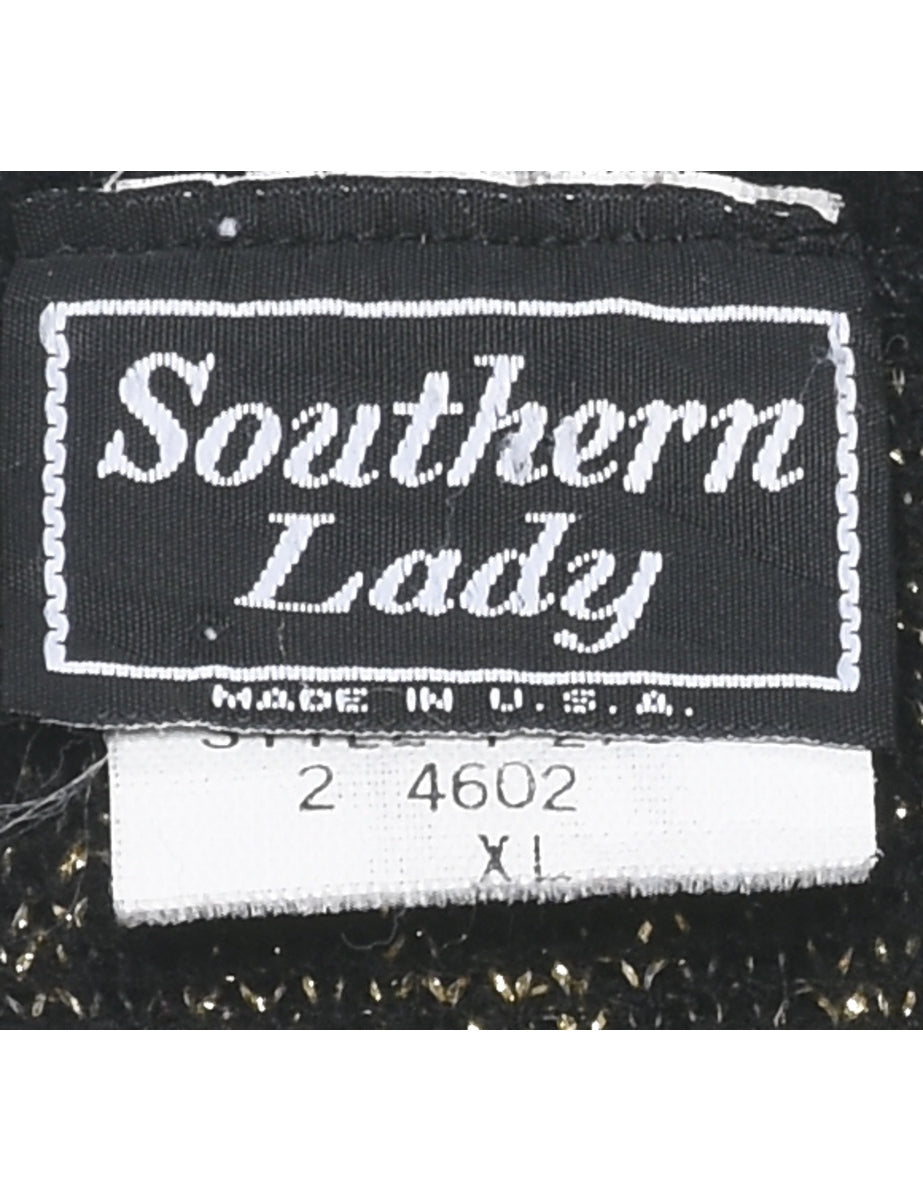 Southern
Lady
MADE IN U.S.A.
2 4602
XL